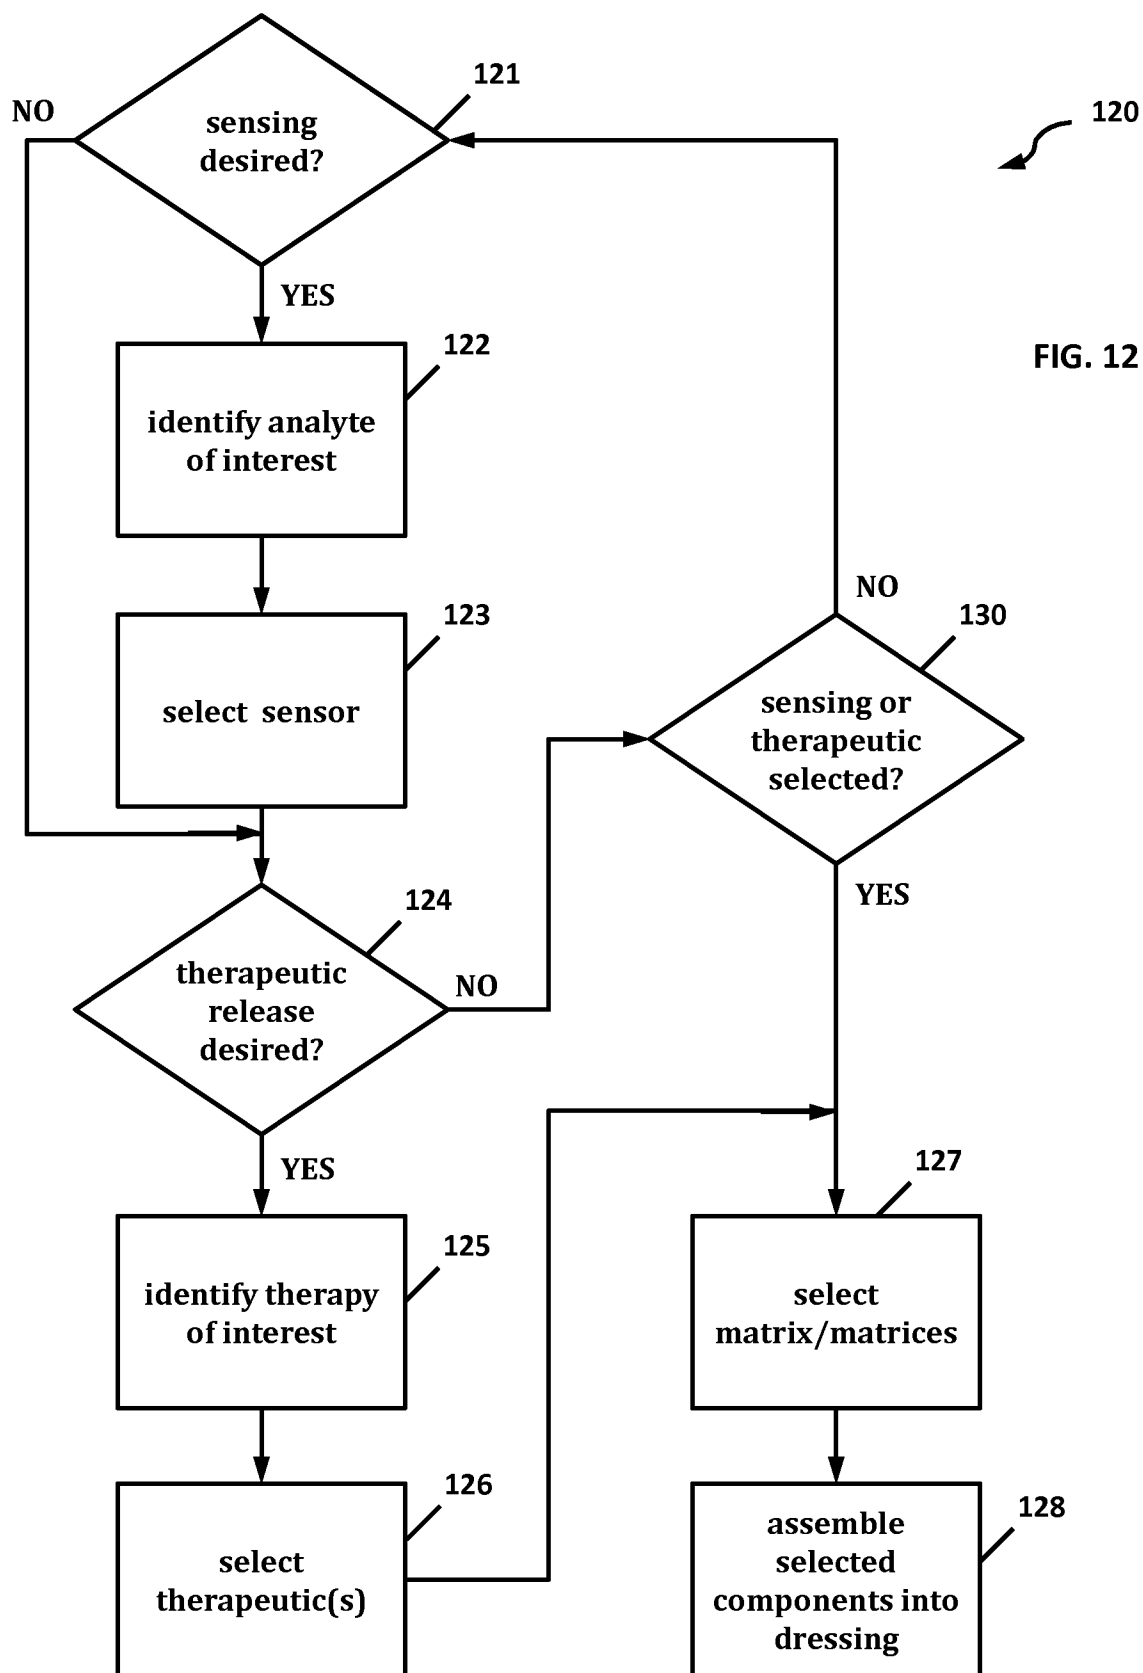 121
NO
sensing
desired?
120
YES
122
FIG. 12
identify analyte
of interest
123
select sensor
NO
130
sensing or
therapeutic
selected?
YES
124
therapeutic
release
desired?
NO
YES
125
identify therapy
of interest
127
select
matrix/matrices
126
select
therapeutic(s)
128
assemble
selected
components into
dressing